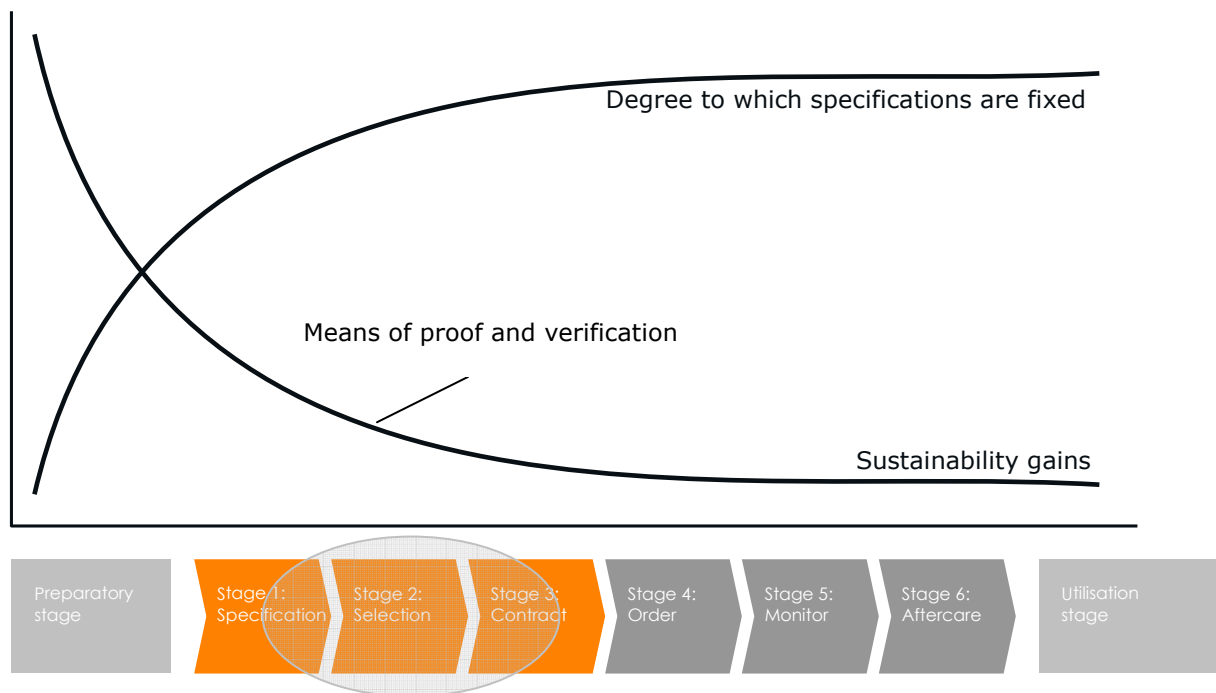 Degree to which specifications are fixed
Means of proof and verification
Sustainability gains
Preparatory
stage
Stage 1:
Specification
Stage 2:
Selection
Stage 3:
Contract
Stage 4:
Order
Stage 5:
Monitor
Stage 6:
Aftercare
Utilisation
stage